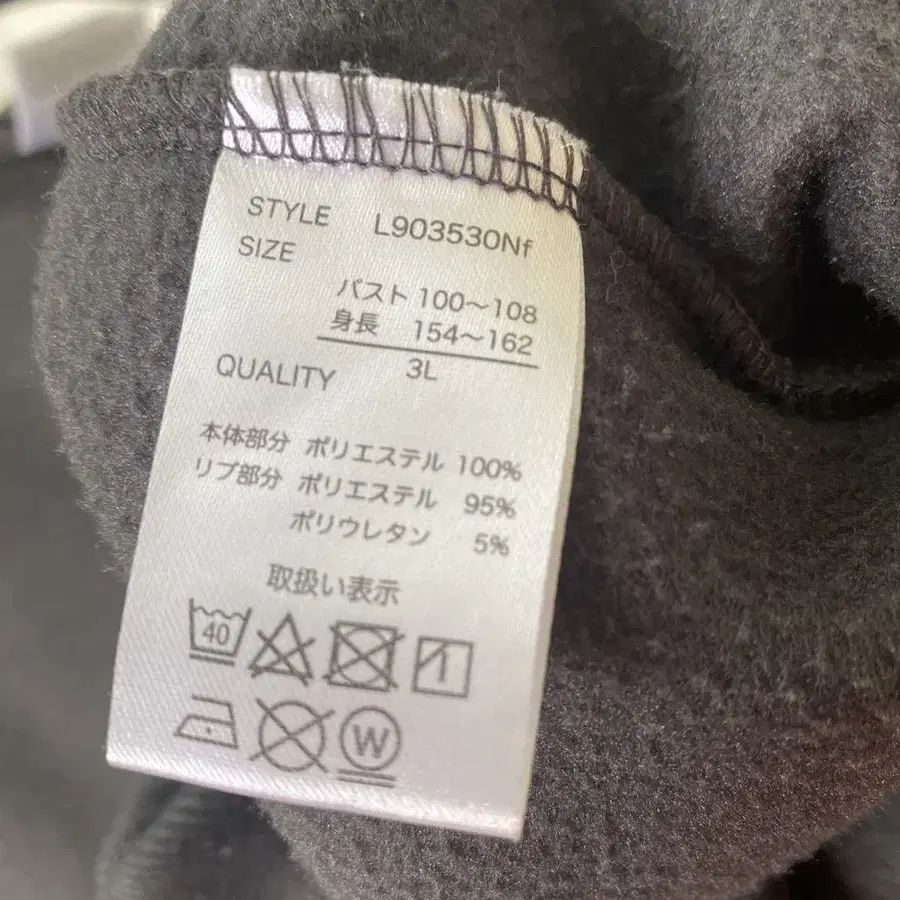 STYLE L903530Nf
SIZE
バスト 100～108
身長 154～162
3L
QUALITY
本体部分 ポリエステル 100%
リブ部分 ポリエステル 95%
ポリウレタン 5%
取扱い表示
40
W